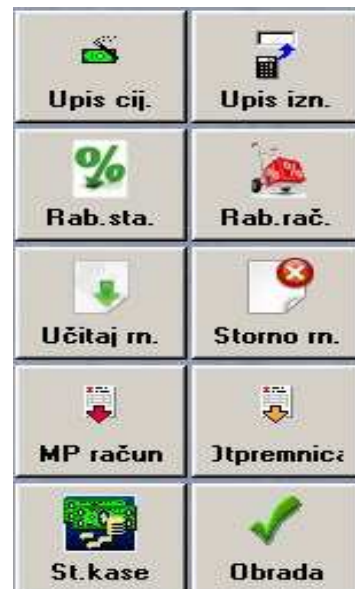 Upis cij.
Upis izn.
Rab.sta.
Rab.rač.
Učitaj rn.
Storno rn.
MP račun
Otpremnica
St.kase
Obrada